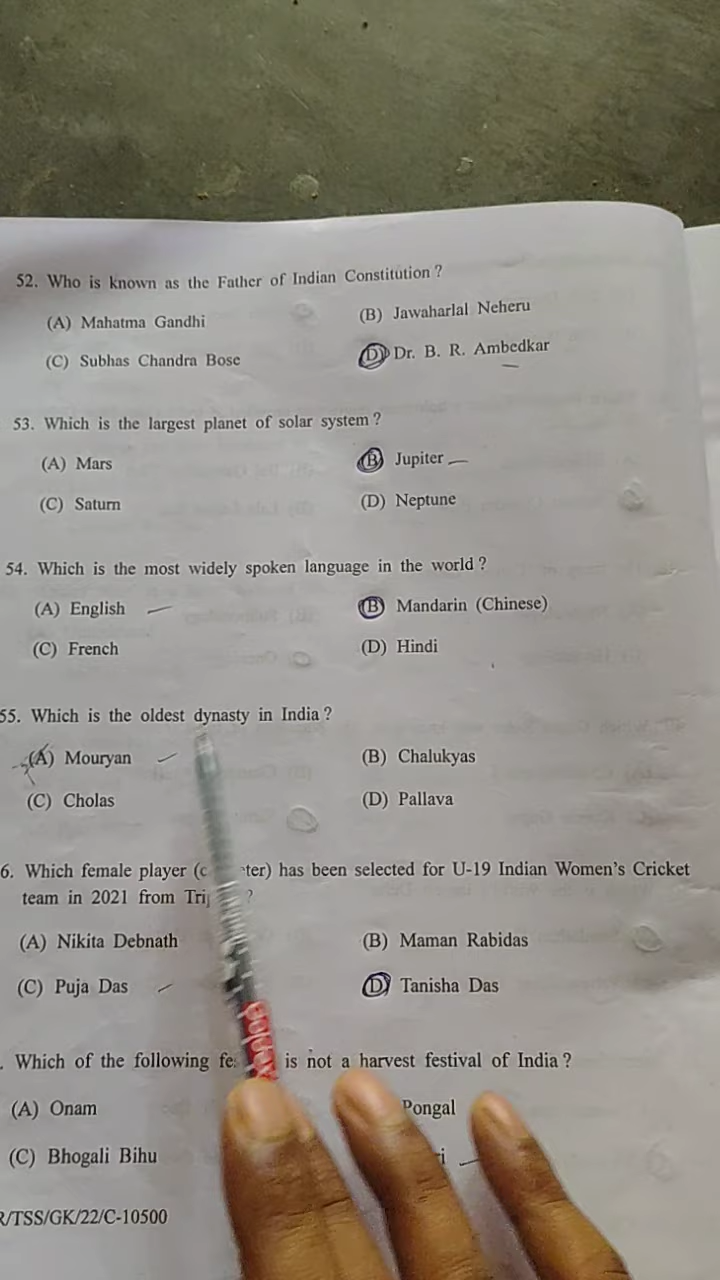 52. Who is known as the Father of Indian Constitution ?
(A) Mahatma Gandhi (B) Jawaharlal Neheru
(C) Subhas Chandra Bose (D) Dr. B. R. Ambedkar
53. Which is the largest planet of solar system ?
(A) Mars (B) Jupiter
(C) Saturn (D) Neptune
54. Which is the most widely spoken language in the world ?
(A) English (B) Mandarin (Chinese)
(C) French (D) Hindi
55. Which is the oldest dynasty in India ?
(A) Mouryan (B) Chalukyas
(C) Cholas (D) Pallava
6. Which female player has been selected for U-19 Indian Women's Cricket
team in 2021 from ?
(A) Nikita Debnath (B) Maman Rabidas
(C) Puja Das (D) Tanisha Das
. Which of the following is not a harvest festival of India ?
(A) Onam Pongal
(C) Bhogali Bihu
/TSS/GK/22/C-10500